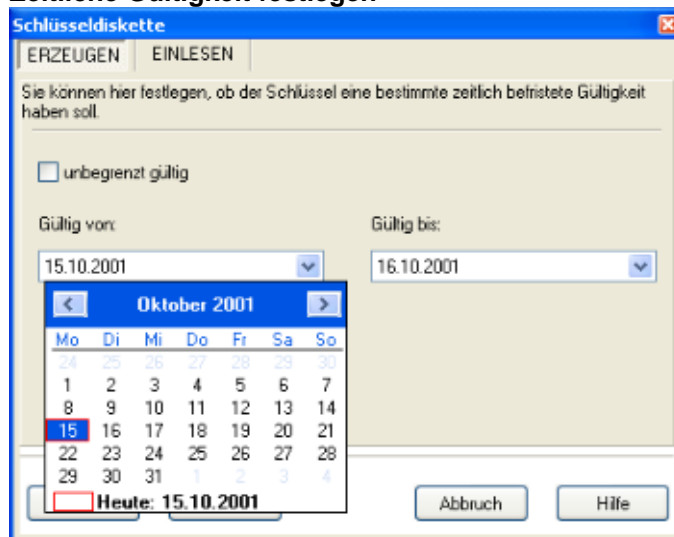 Zeitliche Gültigkeit festlegen
Schlüsseldiskette
ERZEUGEN EINLESEN
Sie können hier festlegen, ob der Schlüssel eine bestimmte zeitlich befristete Gültigkeit
haben soll.
unbegrenzt gültig
Gültig von: Gültig bis:
15.10.2001 16.10.2001
Oktober 2001
Mo Di Mi Do Fr Sa So
24 25 26 27 28 29 30
1 2 3 4 5 6 7
8 9 10 11 12 13 14
15 16 17 18 19 20 21
22 23 24 25 26 27 28
29 30 31 1 2 3 4
Heute: 15.10.2001
Abbruch Hilfe